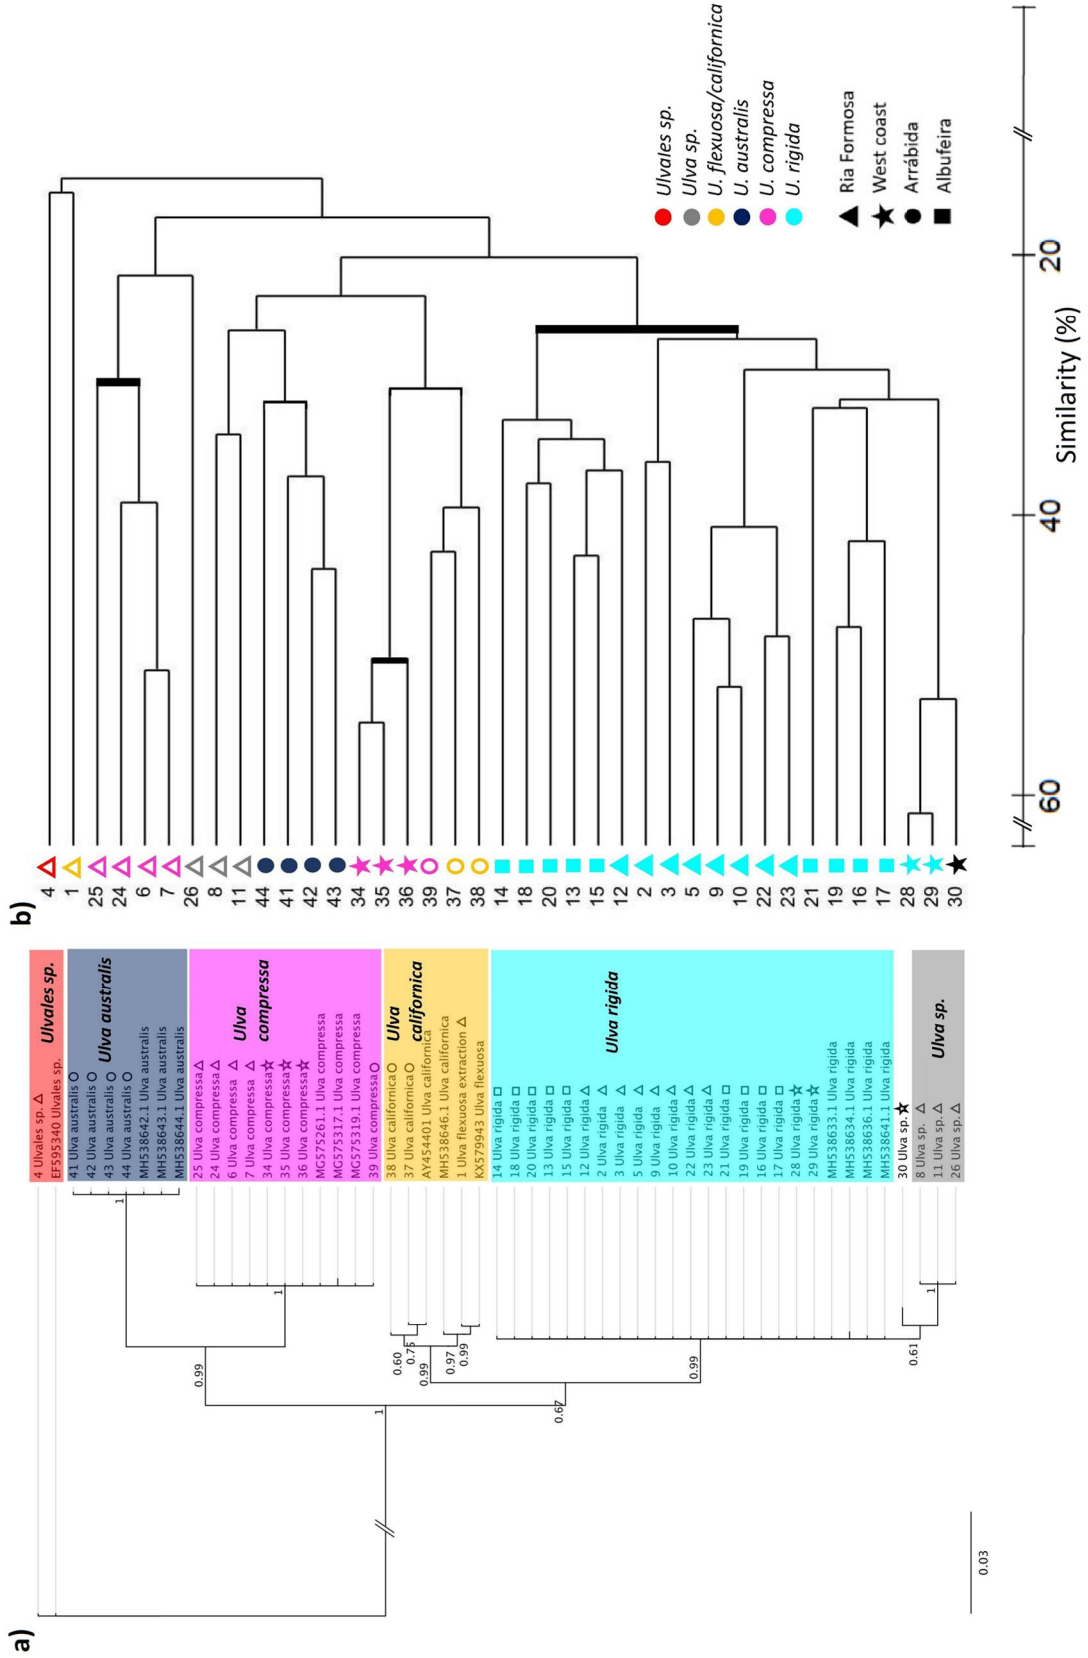 a)
4 Ulvales sp.
EF595340 Ulvales sp.
Ulvales sp.
41 Ulva australis
42 Ulva australis
43 Ulva australis
44 Ulva australis
MH538642.1 Ulva australis
MH538643.1 Ulva australis
MH538644.1 Ulva australis
Ulva australis
25 Ulva compressa
24 Ulva compressa
6 Ulva compressa
7 Ulva compressa
34 Ulva compressa
35 Ulva compressa
36 Ulva compressa
MG575261.1 Ulva compressa
MG575317.1 Ulva compressa
MG575319.1 Ulva compressa
39 Ulva compressa
Ulva
compressa
38 Ulva californica
37 Ulva californica
AY454401 Ulva californica
MH538646.1 Ulva californica
1 Ulva flexuosa extraction
KX579943 Ulva flexuosa
Ulva
californica
14 Ulva rigida
18 Ulva rigida
20 Ulva rigida
13 Ulva rigida
15 Ulva rigida
12 Ulva rigida
2 Ulva rigida
3 Ulva rigida
5 Ulva rigida
9 Ulva rigida
10 Ulva rigida
22 Ulva rigida
23 Ulva rigida
21 Ulva rigida
19 Ulva rigida
16 Ulva rigida
17 Ulva rigida
28 Ulva rigida
29 Ulva rigida
MH538633.1 Ulva rigida
MH538634.1 Ulva rigida
MH538636.1 Ulva rigida
MH538641.1 Ulva rigida
Ulva rigida
30 Ulva sp.
8 Ulva sp.
11 Ulva sp.
26 Ulva sp.
Ulva sp.
1
0.99
1
1
0.60
0.75
0.99
0.97
0.99
0.67
0.99
0.61
1
0.03
b)
4
1
25
24
6
7
26
8
11
44
41
42
43
34
35
36
39
37
38
14
18
20
13
15
12
2
3
5
9
10
22
23
21
19
16
17
28
29
30
Ulvales sp.
Ulva sp.
U. flexuosa/californica
U. australis
U. compressa
U. rigida
Ria Formosa
West coast
Arrábida
Albufeira
60
40
20
Similarity (%)